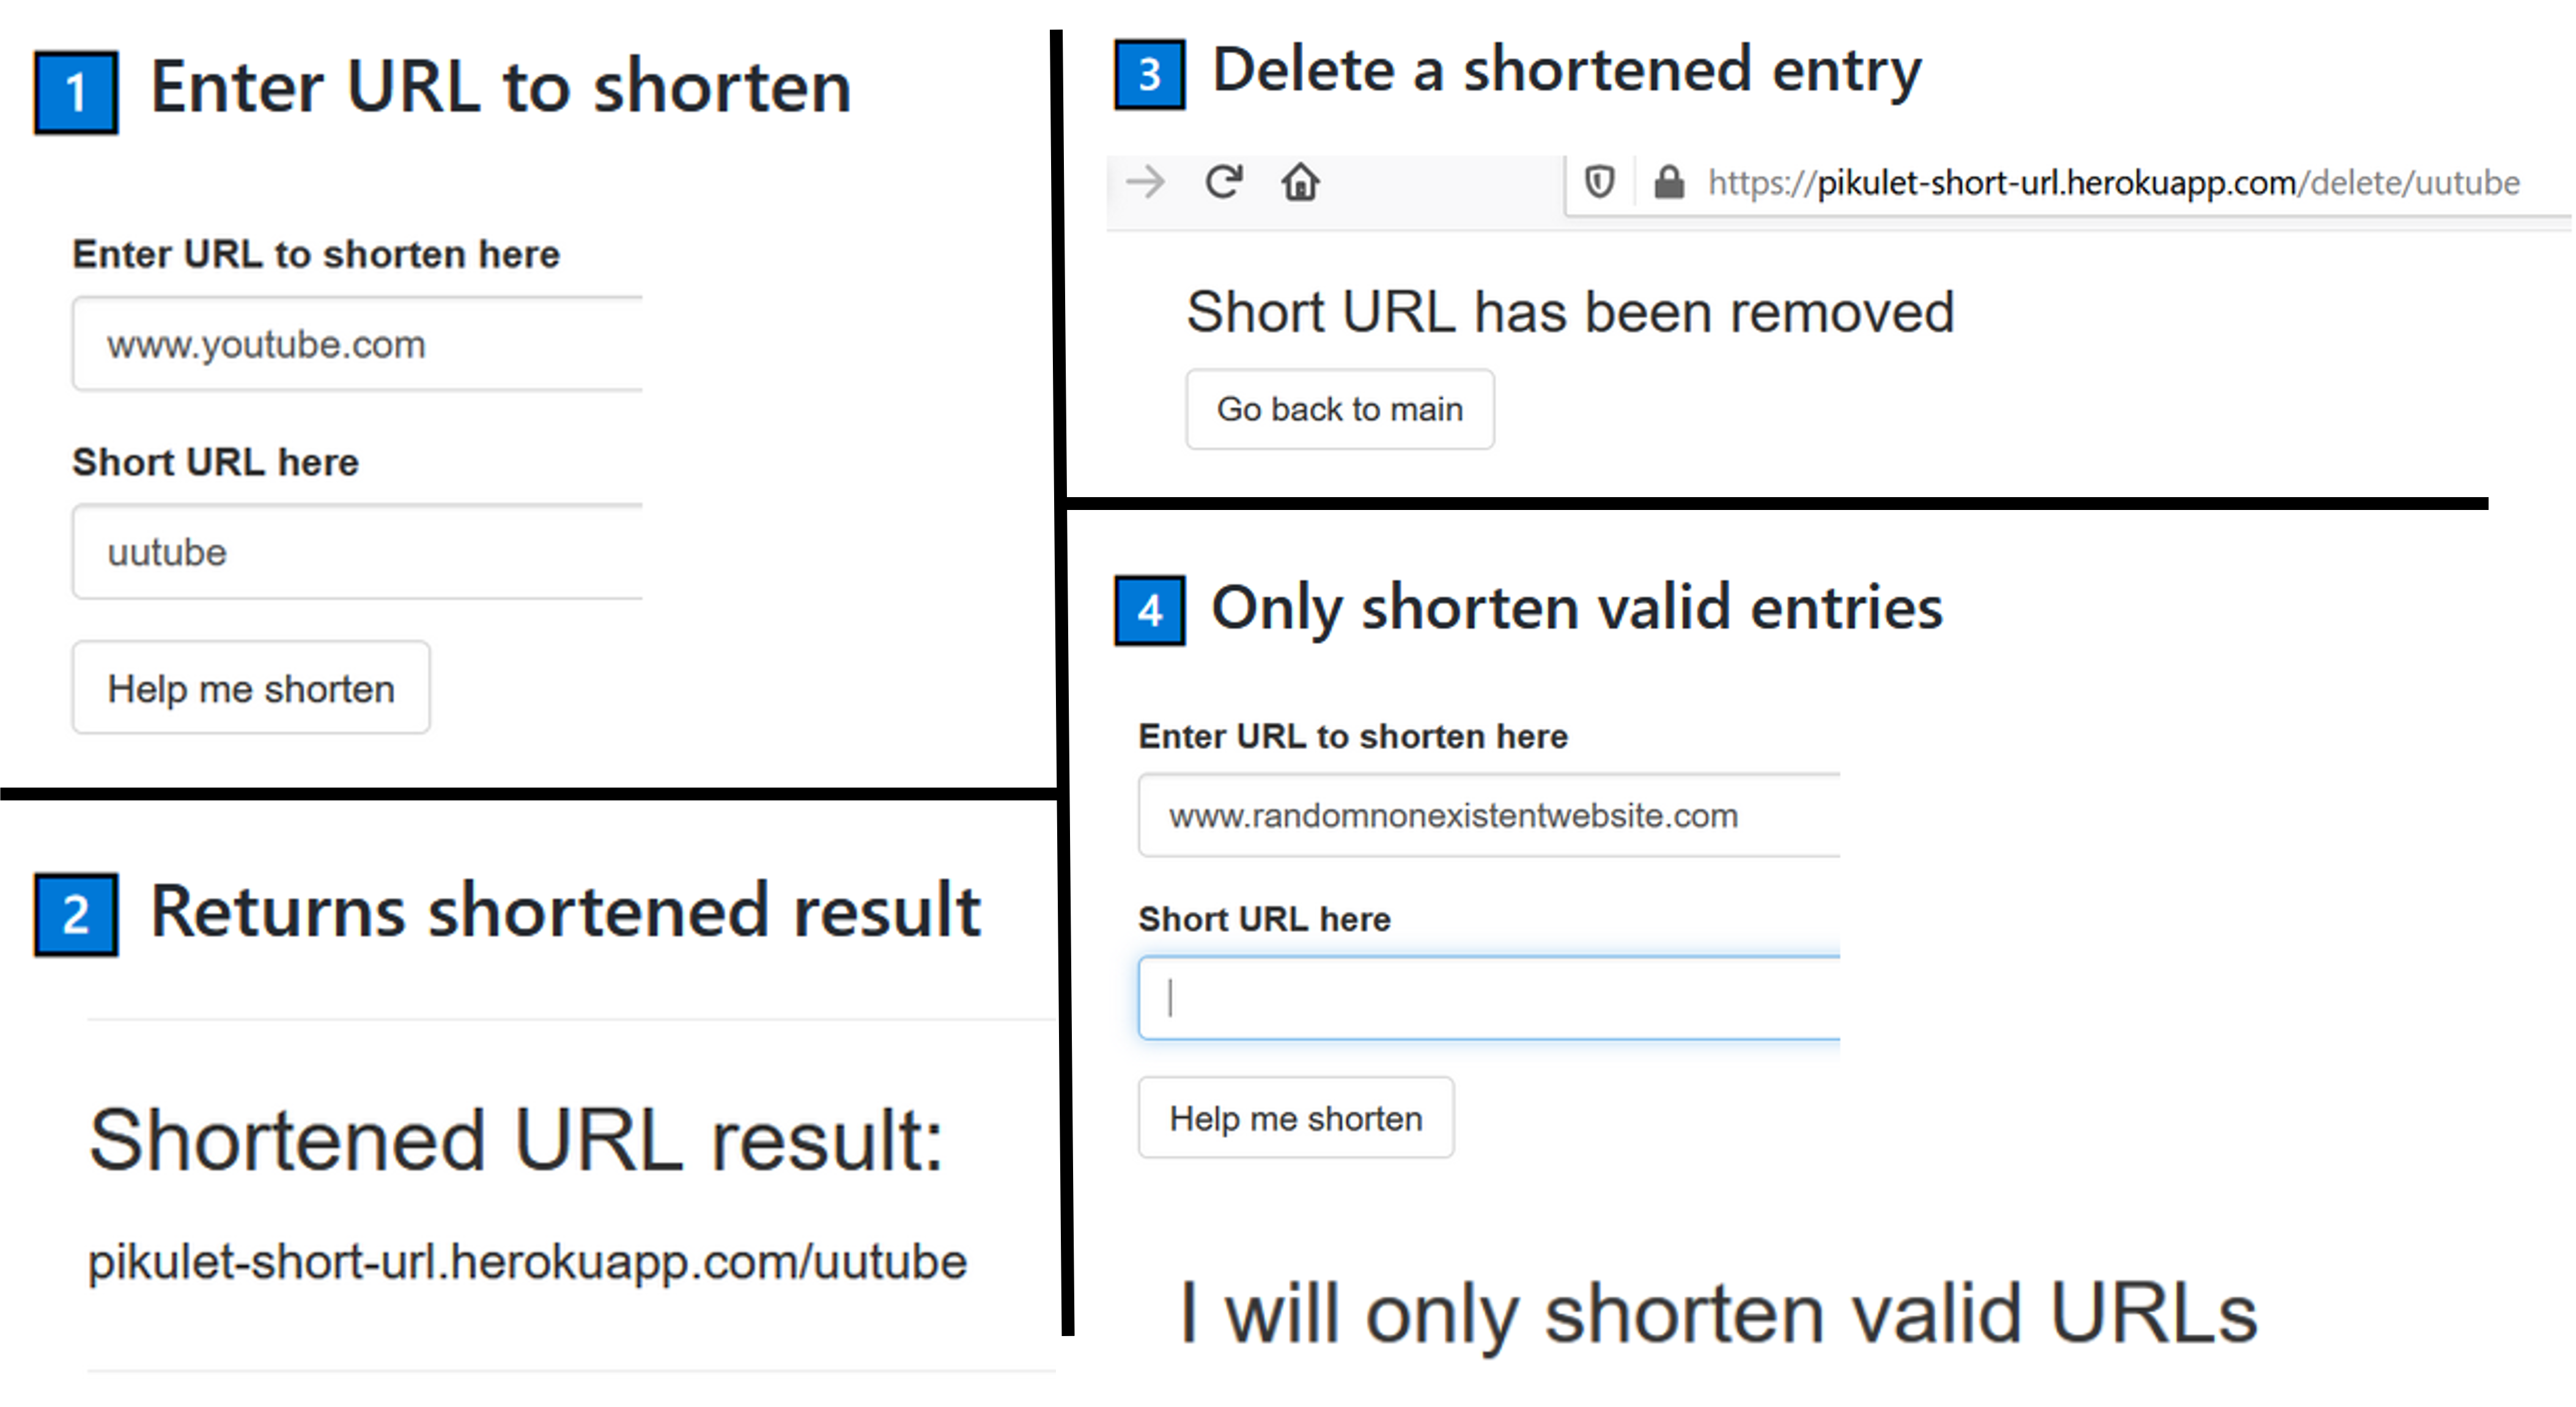 1 Enter URL to shorten
Enter URL to shorten here
www.youtube.com
Short URL here
uutube
Help me shorten
2 Returns shortened result
Shortened URL result:
pikulet-short-url.herokuapp.com/uutube
3 Delete a shortened entry
https://pikulet-short-url.herokuapp.com/delete/uutube
Short URL has been removed
Go back to main
4 Only shorten valid entries
Enter URL to shorten here
www.randomnonexistentwebsite.com
Short URL here
Help me shorten
I will only shorten valid URLs